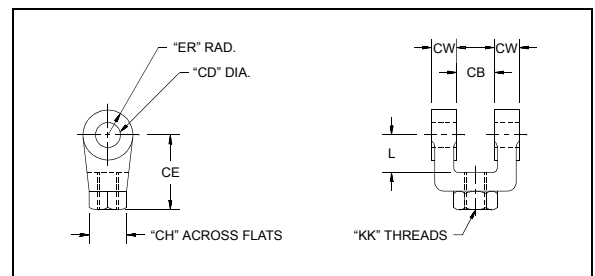 "ER" RAD.
"CD" DIA.
CE
"CH" ACROSS FLATS
CW CW
CB
L
"KK" THREADS